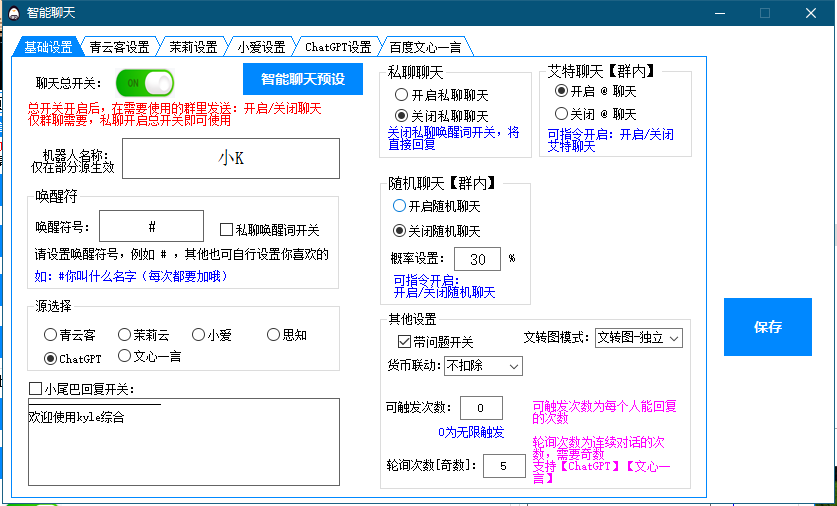 智能聊天
基础设置
青云客设置
茉莉设置
小爱设置
ChatGPT设置
百度文心一言
聊天总开关：
ON
智能聊天预设
总开关开启后，在需要使用的群里发送：开启/关闭聊天
仅群聊需要，私聊开启总开关即可使用
机器人名称：
仅在部分源生效
小K
唤醒符
唤醒符号：
#
私聊唤醒词开关
请设置唤醒符号，例如 # ，其他也可自行设置你喜欢的
如：#你叫什么名字（每次都要加哦）
源选择
青云客
茉莉云
小爱
思知
ChatGPT
文心一言
小尾巴回复开关：
欢迎使用kyle综合
私聊聊天
开启私聊聊天
关闭私聊聊天
关闭私聊唤醒词开关，将
直接回复
艾特聊天【群内】
开启 @ 聊天
关闭 @ 聊天
可指令开启：开启/关闭
艾特聊天
随机聊天【群内】
开启随机聊天
关闭随机聊天
概率设置：
30
%
可指令开启：
开启/关闭随机聊天
其他设置
带问题开关
文转图模式：
文转图-独立
货币联动：
不扣除
可触发次数：
0
0为无限触发
可触发次数为每个人能回复
的次数
轮询次数[奇数]：
5
轮询次数为连续对话的次
数，需要奇数
支持【ChatGPT】【文心一
言】
保存